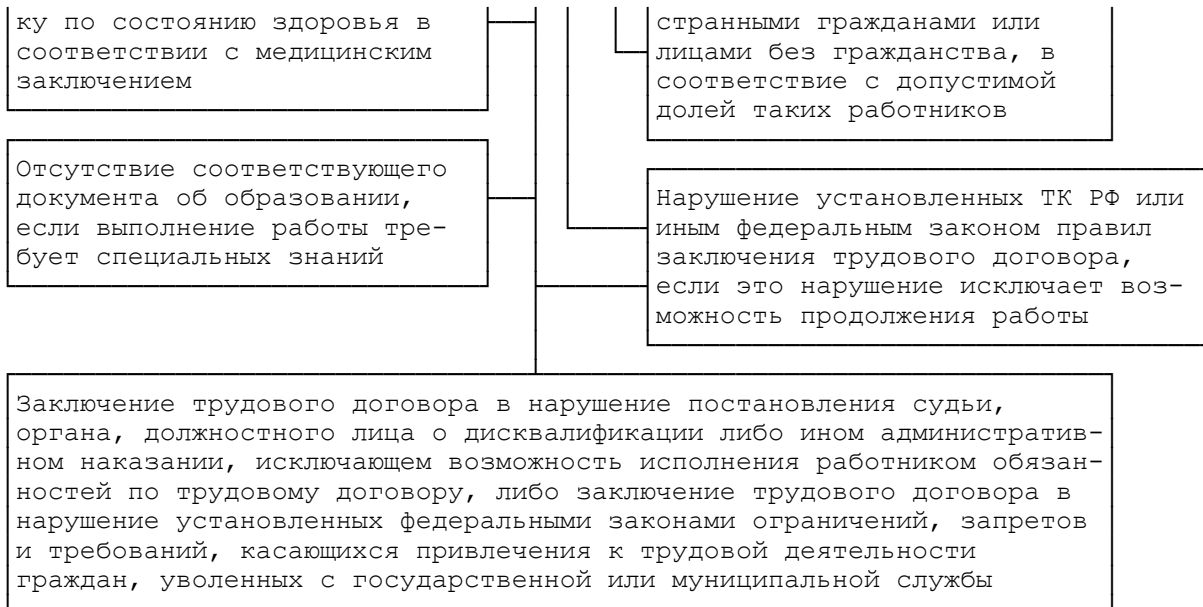 ку по состоянию здоровья в
соответствии с медицинским
заключением
странными гражданами или
лицами без гражданства, в
соответствие с допустимой
долей таких работников
Отсутствие соответствующего
документа об образовании,
если выполнение работы тре-
бует специальных знаний
Нарушение установленных ТК РФ или
иным федеральным законом правил
заключения трудового договора,
если это нарушение исключает воз-
можность продолжения работы
Заключение трудового договора в нарушение постановления судьи,
органа, должностного лица о дисквалификации либо ином административ-
ном наказании, исключающем возможность исполнения работником обязан-
ностей по трудовому договору, либо заключение трудового договора в
нарушение установленных федеральными законами ограничений, запретов
и требований, касающихся привлечения к трудовой деятельности
граждан, уволенных с государственной или муниципальной службы